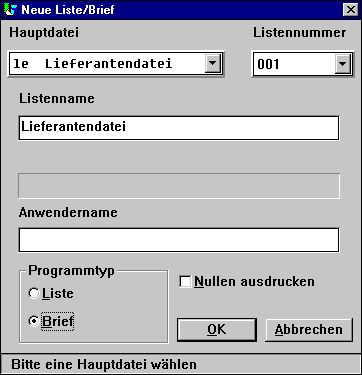 Neue Liste/Brief
Hauptdatei Listennummer
1e Lieferantendatei 001
Listenname
Lieferantendatei
Anwendername
Programmtyp
Liste
Nullen ausdrucken
Brief
OK Abbrechen
Bitte eine Hauptdatei wählen